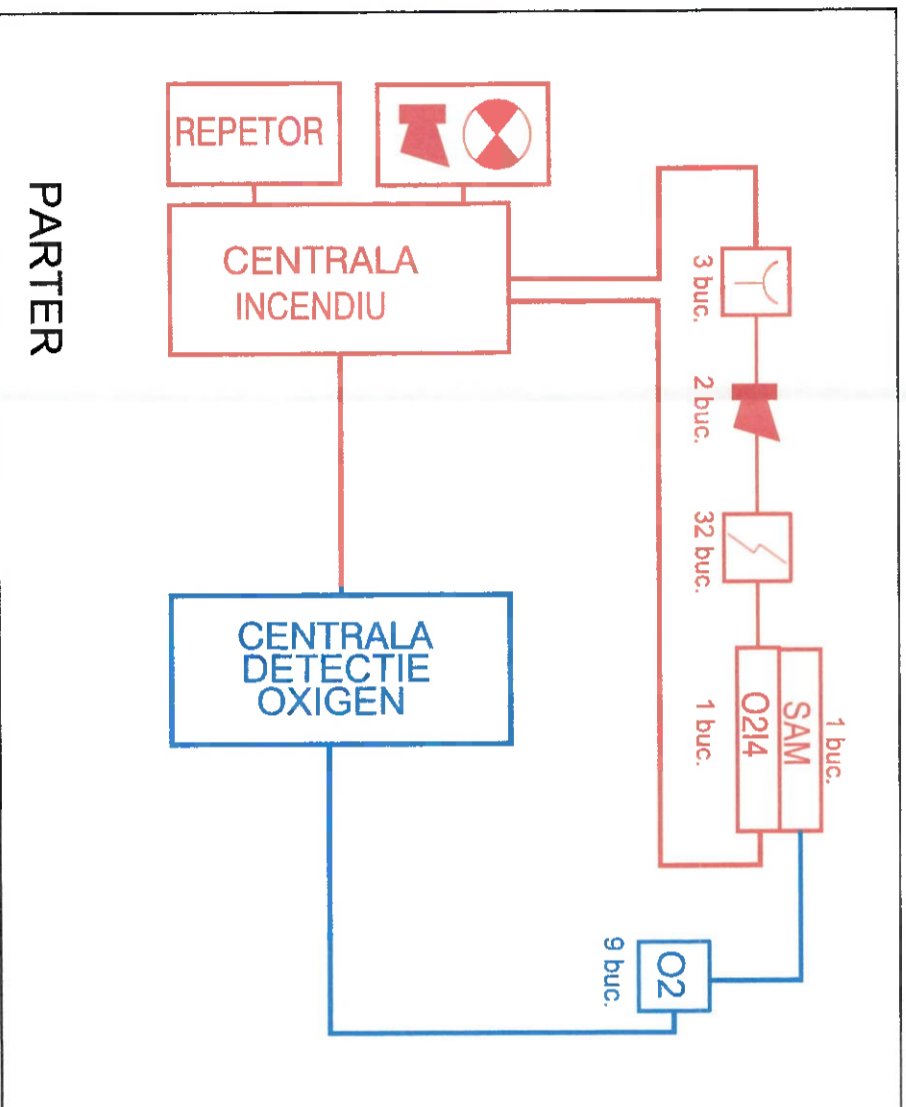 REPETOR
CENTRALA
INCENDIU
3 buc.
2 buc.
32 buc.
O2I4
1 buc.
SAM
1 buc.
CENTRALA
DETECTIE
OXIGEN
O2
9 buc.
PARTER